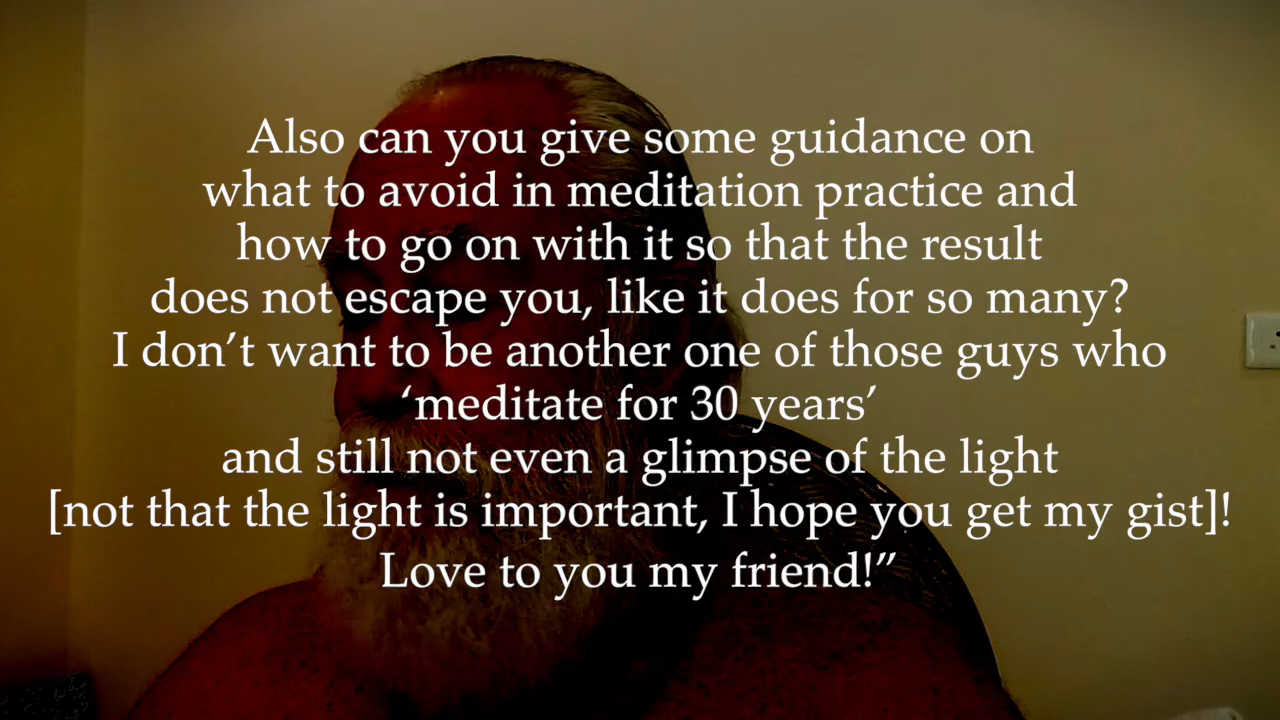 Also can you give some guidance on
what to avoid in meditation practice and
how to go on with it so that the result
does not escape you, like it does for so many?
I don’t want to be another one of those guys who
‘meditate for 30 years’
and still not even a glimpse of the light
[not that the light is important, I hope you get my gist]!
Love to you my friend!”